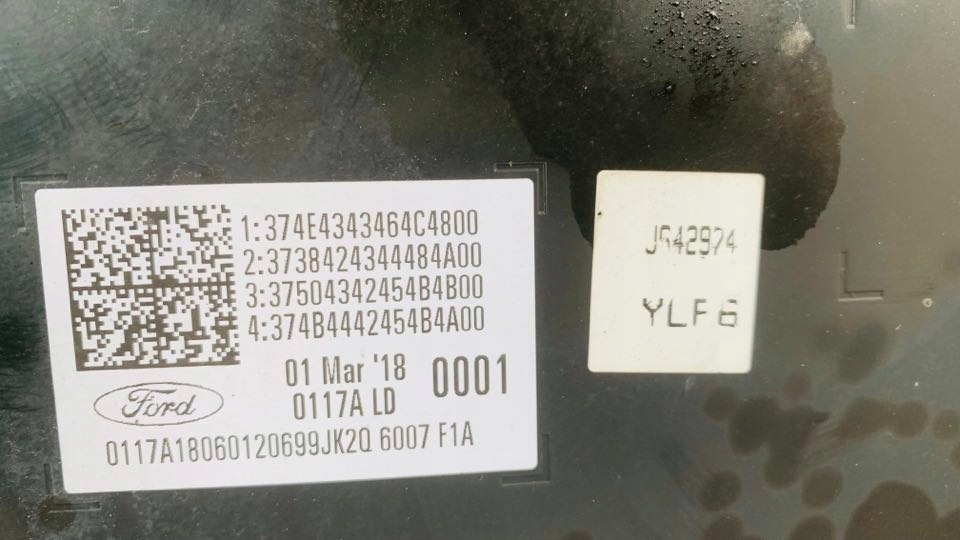 1:374E4343464C4800
2:3738424344484A00
3:37504342454B4B00
4:374B4442454B4A00
01 Mar '18
0001
0117A LD
Ford
0117A18060120699JK2Q 6007 F1A
J642974
YLF6